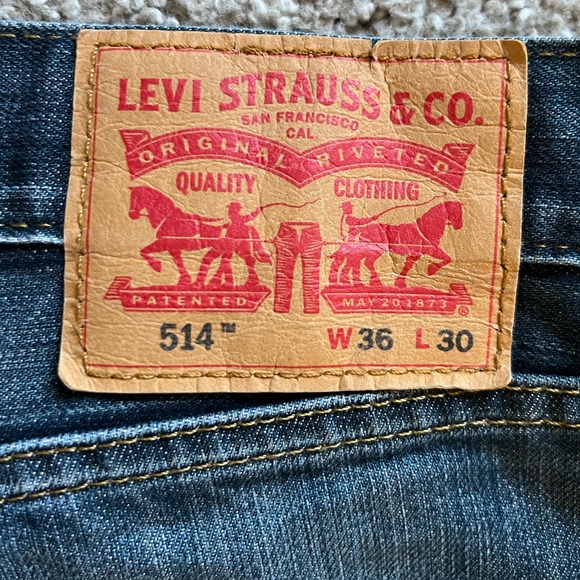 LEVI STRAUSS & CO.
SAN FRANCISCO
CAL
ORIGINAL RIVETED
QUALITY CLOTHING
PATENTED MAY 20 1873 ®
514™ W 36 L 30